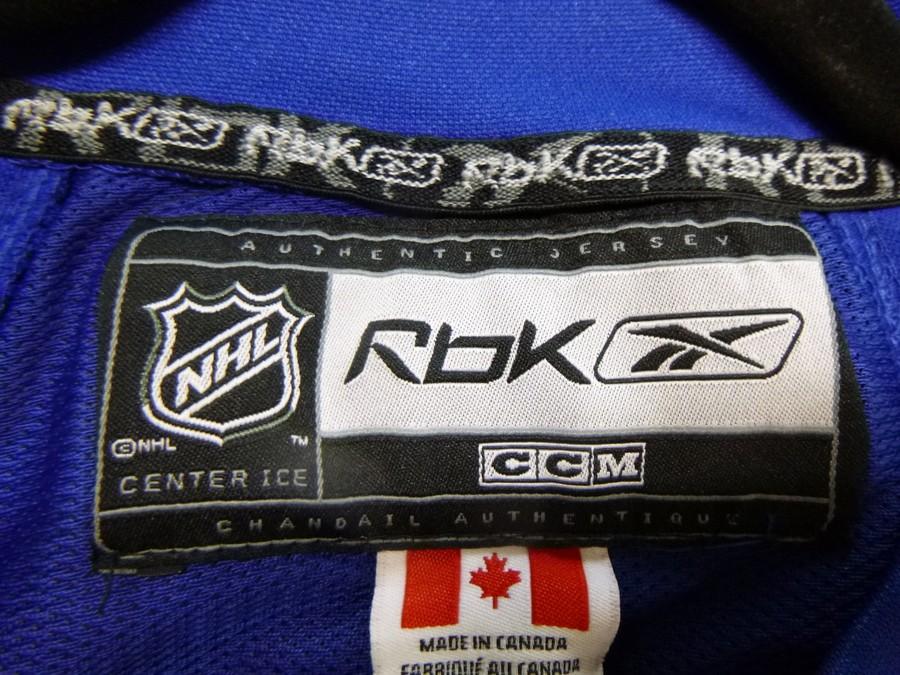 Rbk Rbk Rbk Rbk
AUTHENTIC JERSEY
NHL
Rbk
©NHL TM
CCM
CENTER ICE
CHANDAIL AUTHENTIQUE
MADE IN CANADA
FABRIQUÉ AU CANADA